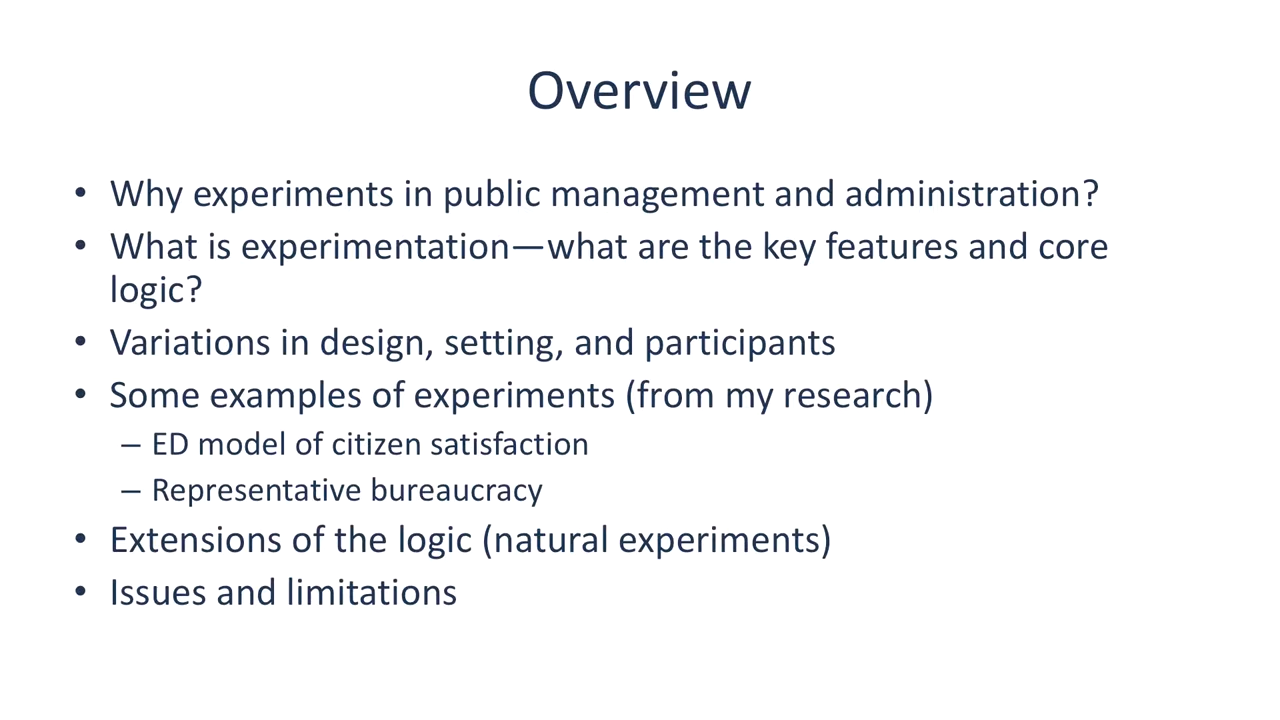 Overview
• Why experiments in public management and administration?
• What is experimentation—what are the key features and core
logic?
• Variations in design, setting, and participants
• Some examples of experiments (from my research)
– ED model of citizen satisfaction
– Representative bureaucracy
• Extensions of the logic (natural experiments)
• Issues and limitations